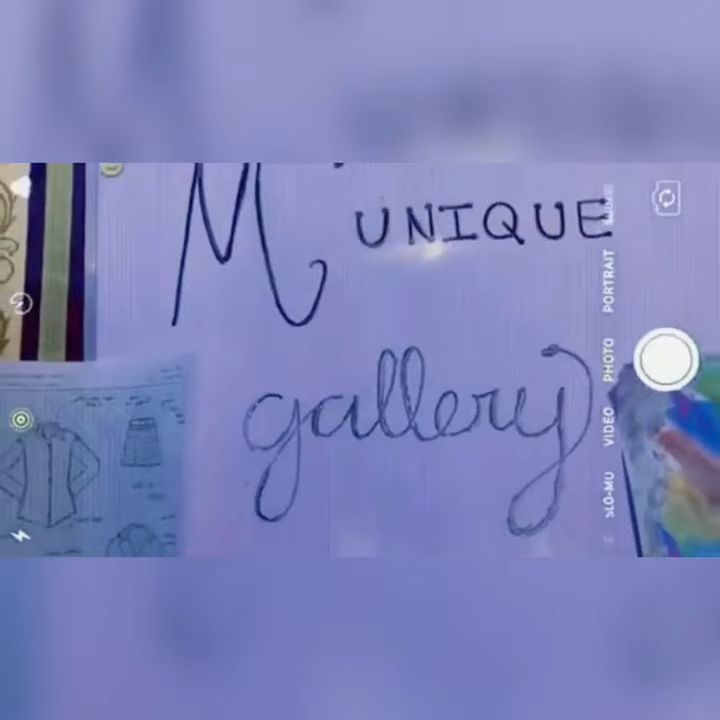 M' UNIQUE
gallery
PORTRAIT
PHOTO
VIDEO
SLO-MO